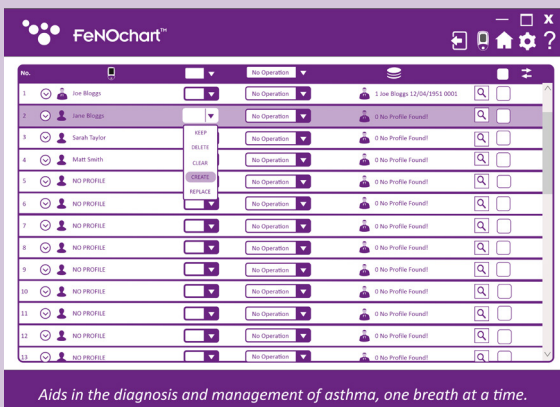 FeNOchart™
?
No. No Operation
1 Joe Bloggs 1 Joe Bloggs 12/04/1951 0001
2 Jane Bloggs 0 No Profile Found!
KEEP
3 Sarah Taylor No Operation 0 No Profile Found!
DELETE
4 Matt Smith No Operation 0 No Profile Found!
CLEAR
5 NO PROFILE No Operation 0 No Profile Found!
CREATE
REPLACE
6 NO PROFILE No Operation 0 No Profile Found!
7 NO PROFILE No Operation 0 No Profile Found!
8 NO PROFILE No Operation 0 No Profile Found!
9 NO PROFILE No Operation 0 No Profile Found!
10 NO PROFILE No Operation 0 No Profile Found!
11 NO PROFILE No Operation 0 No Profile Found!
12 NO PROFILE No Operation 0 No Profile Found!
13 NO PROFILE No Operation 0 No Profile Found!
Aids in the diagnosis and management of asthma, one breath at a time.